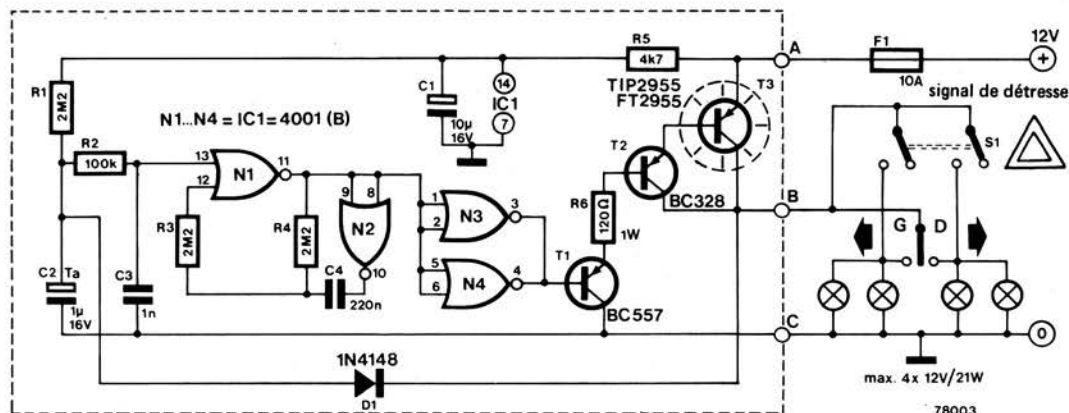 R1
2M2
R2
100k
N1...N4 = IC1 = 4001 (B)
C1
10µ
16V
14
IC1
7
R5
4k7
TIP2955
FT2955
T3
A
F1
10A
12V
+
signal de détresse
S1
13
12
11
N1
R3
2M2
R4
2M2
9
8
N2
10
C4
220n
1
2
N3
3
5
6
N4
4
T1
BC557
R6
120Ω
1W
T2
BC328
B
G
D
C2
Ta
1µ
16V
C3
1n
C
0
1N4148
D1
max. 4x 12V/21W
78003